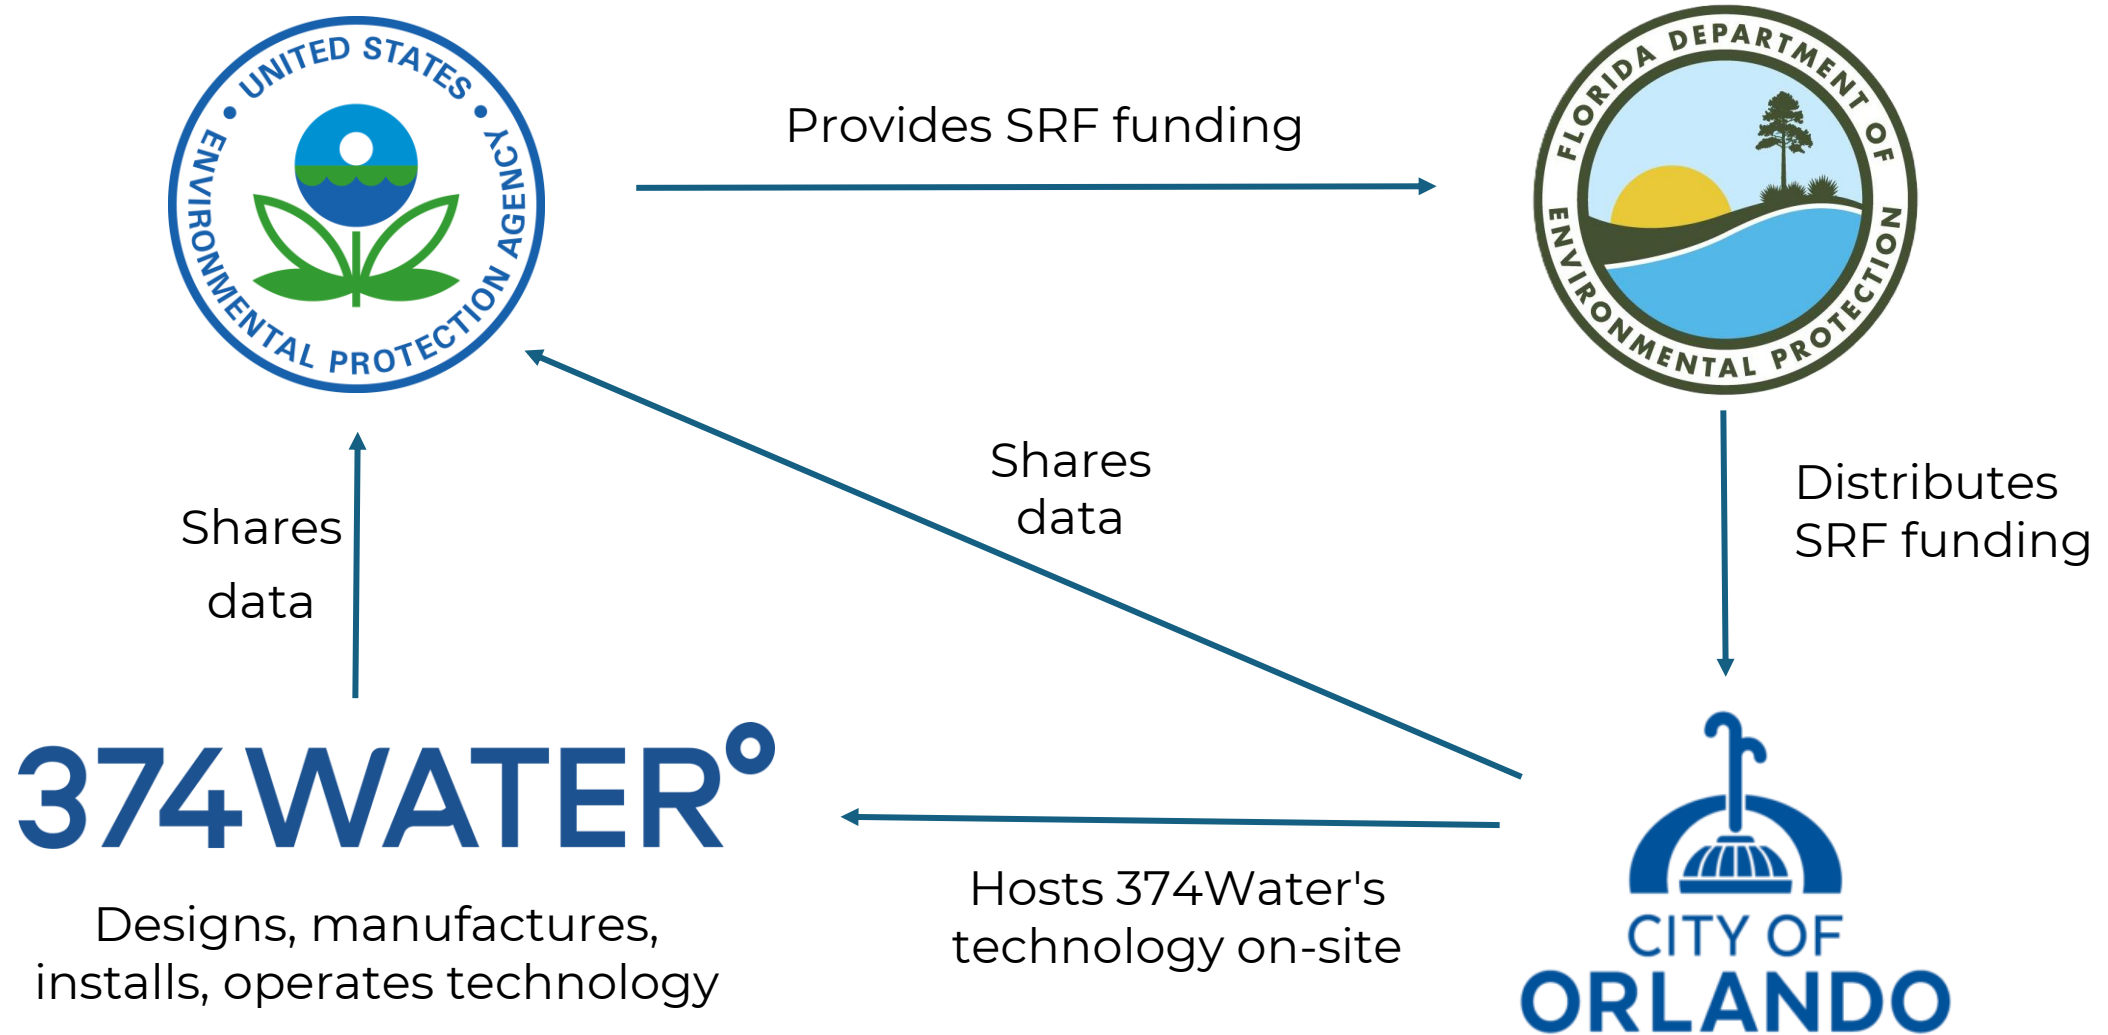 UNITED STATES • ENVIRONMENTAL PROTECTION AGENCY •
Provides SRF funding
FLORIDA DEPARTMENT OF
ENVIRONMENTAL PROTECTION
Shares
data
Shares
data
Distributes
SRF funding
374WATER°
Designs, manufactures,
installs, operates technology
Hosts 374Water's
technology on-site
CITY OF
ORLANDO